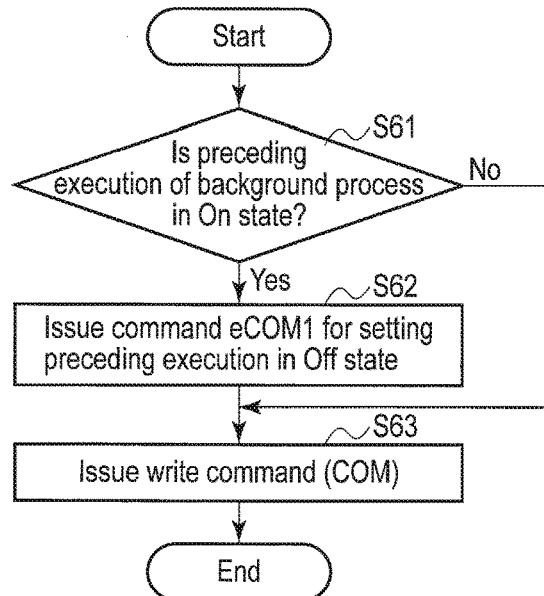 Start
S61
Is preceding
execution of background process
in On state?
No
Yes
S62
Issue command eCOM1 for setting
preceding execution in Off state
S63
Issue write command (COM)
End